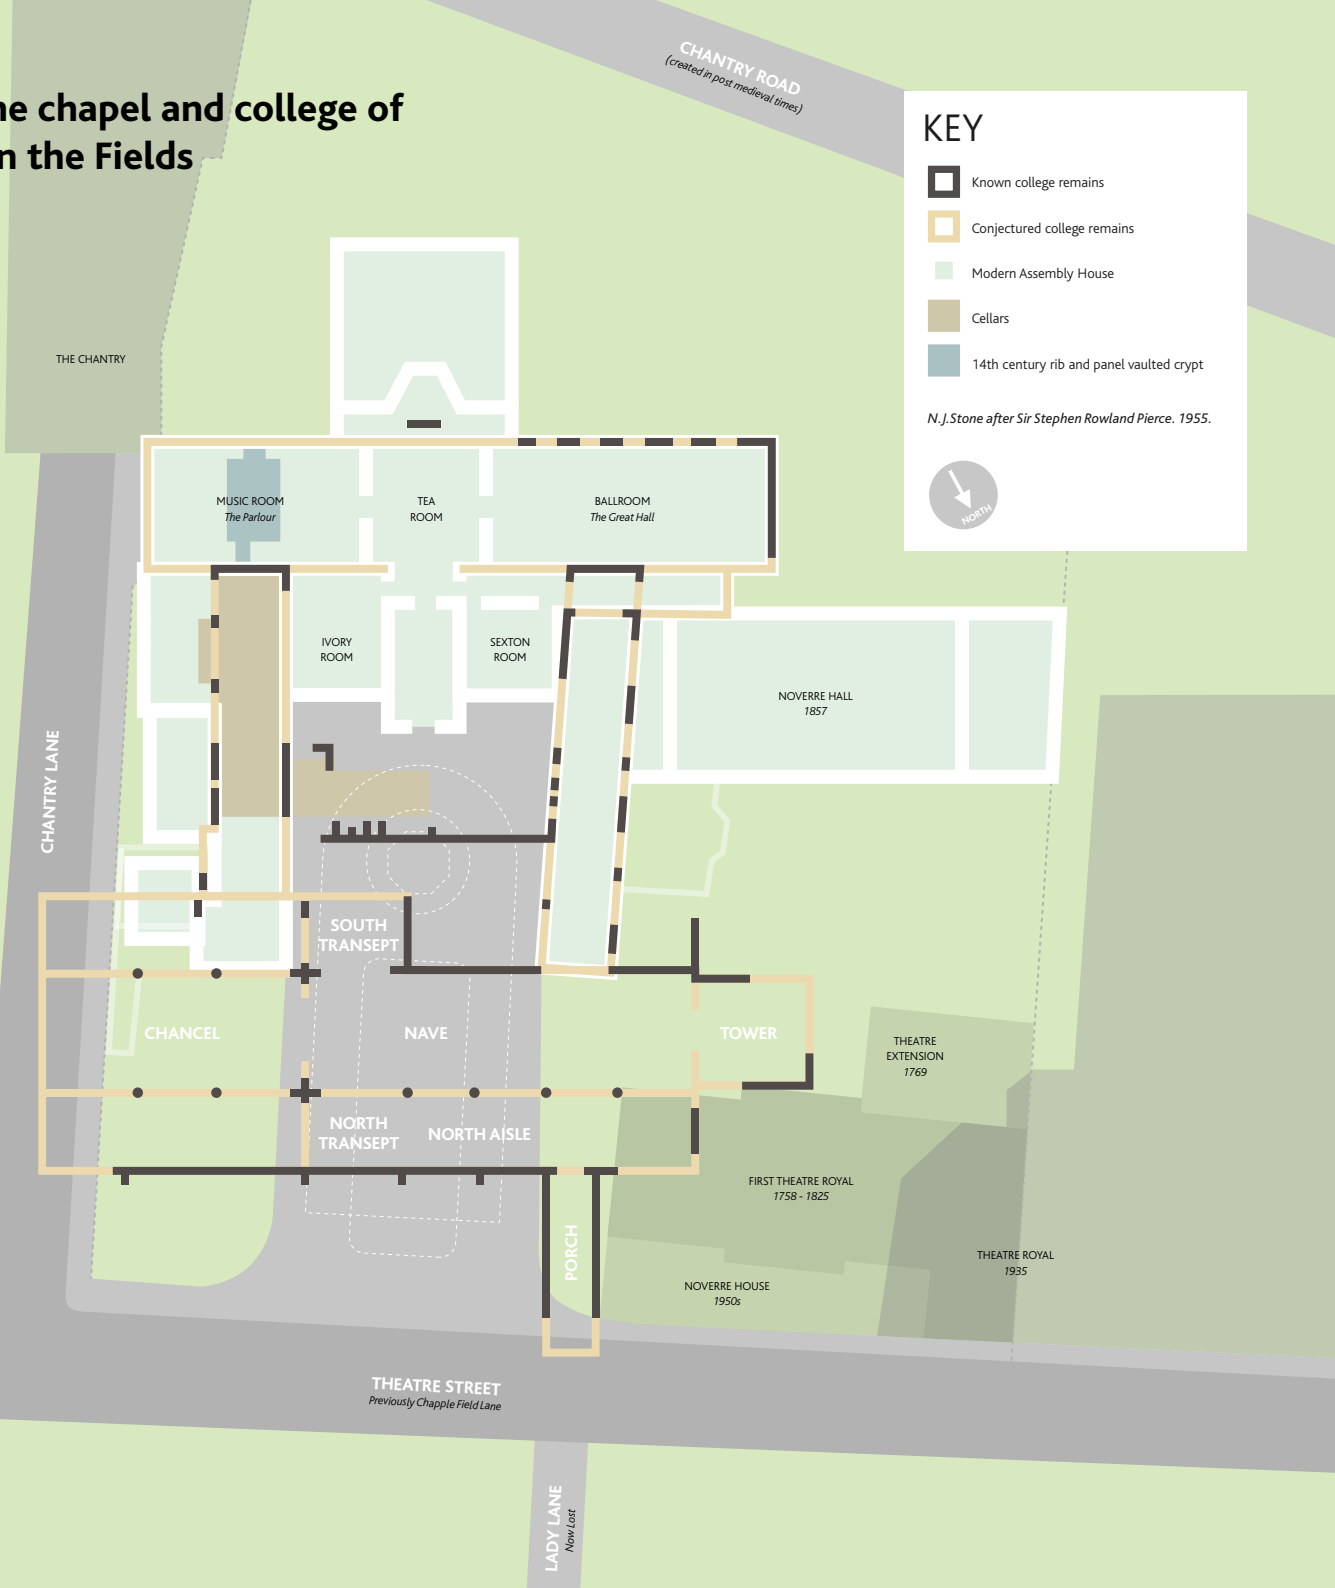 CHANTRY ROAD
(created in post medieval times)
he chapel and college of
n the Fields
KEY
Known college remains
Conjectured college remains
Modern Assembly House
Cellars
14th century rib and panel vaulted crypt
N.J.Stone after Sir Stephen Rowland Pierce. 1955.
NORTH
THE CHANTRY
MUSIC ROOM
The Parlour
TEA
ROOM
BALLROOM
The Great Hall
IVORY
ROOM
SEXTON
ROOM
NOVERRE HALL
1857
CHANTRY LANE
SOUTH
TRANSEPT
CHANCEL
NAVE
TOWER
THEATRE
EXTENSION
1769
NORTH
TRANSEPT
NORTH AISLE
FIRST THEATRE ROYAL
1758 - 1825
PORCH
THEATRE ROYAL
1935
NOVERRE HOUSE
1950s
THEATRE STREET
Previously Chapple Field Lane
LADY LANE
Now Lost